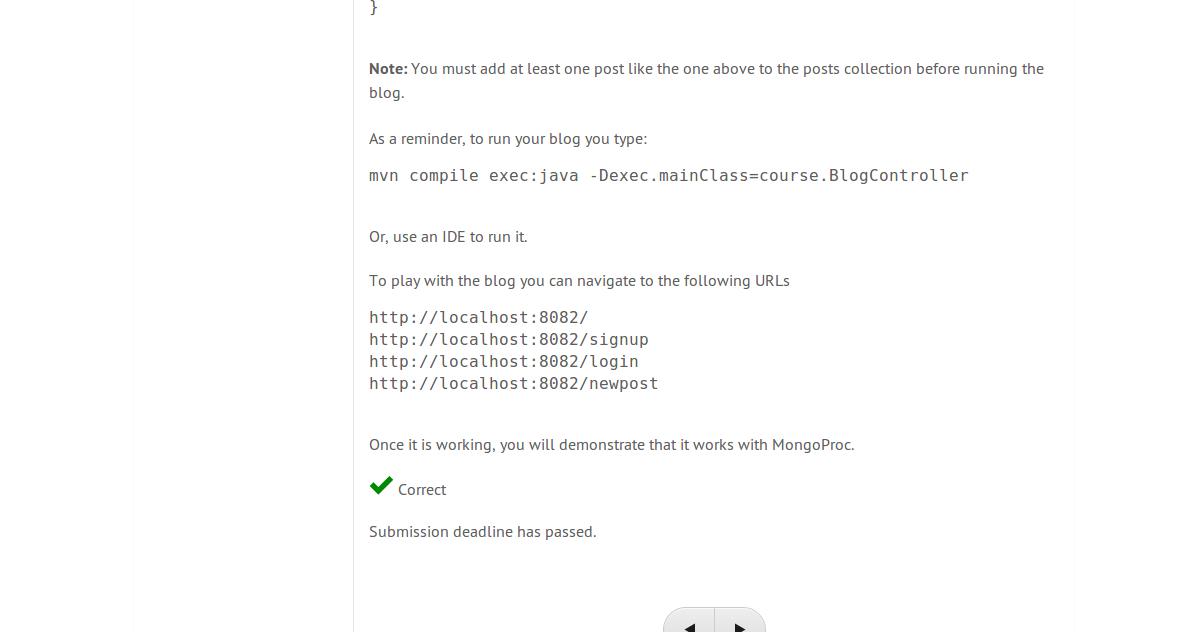 }
Note: You must add at least one post like the one above to the posts collection before running the
blog.
As a reminder, to run your blog you type:
mvn compile exec:java -Dexec.mainClass=course.BlogController
Or, use an IDE to run it.
To play with the blog you can navigate to the following URLs
http://localhost:8082/
http://localhost:8082/signup
http://localhost:8082/login
http://localhost:8082/newpost
Once it is working, you will demonstrate that it works with MongoProc.
Correct
Submission deadline has passed.